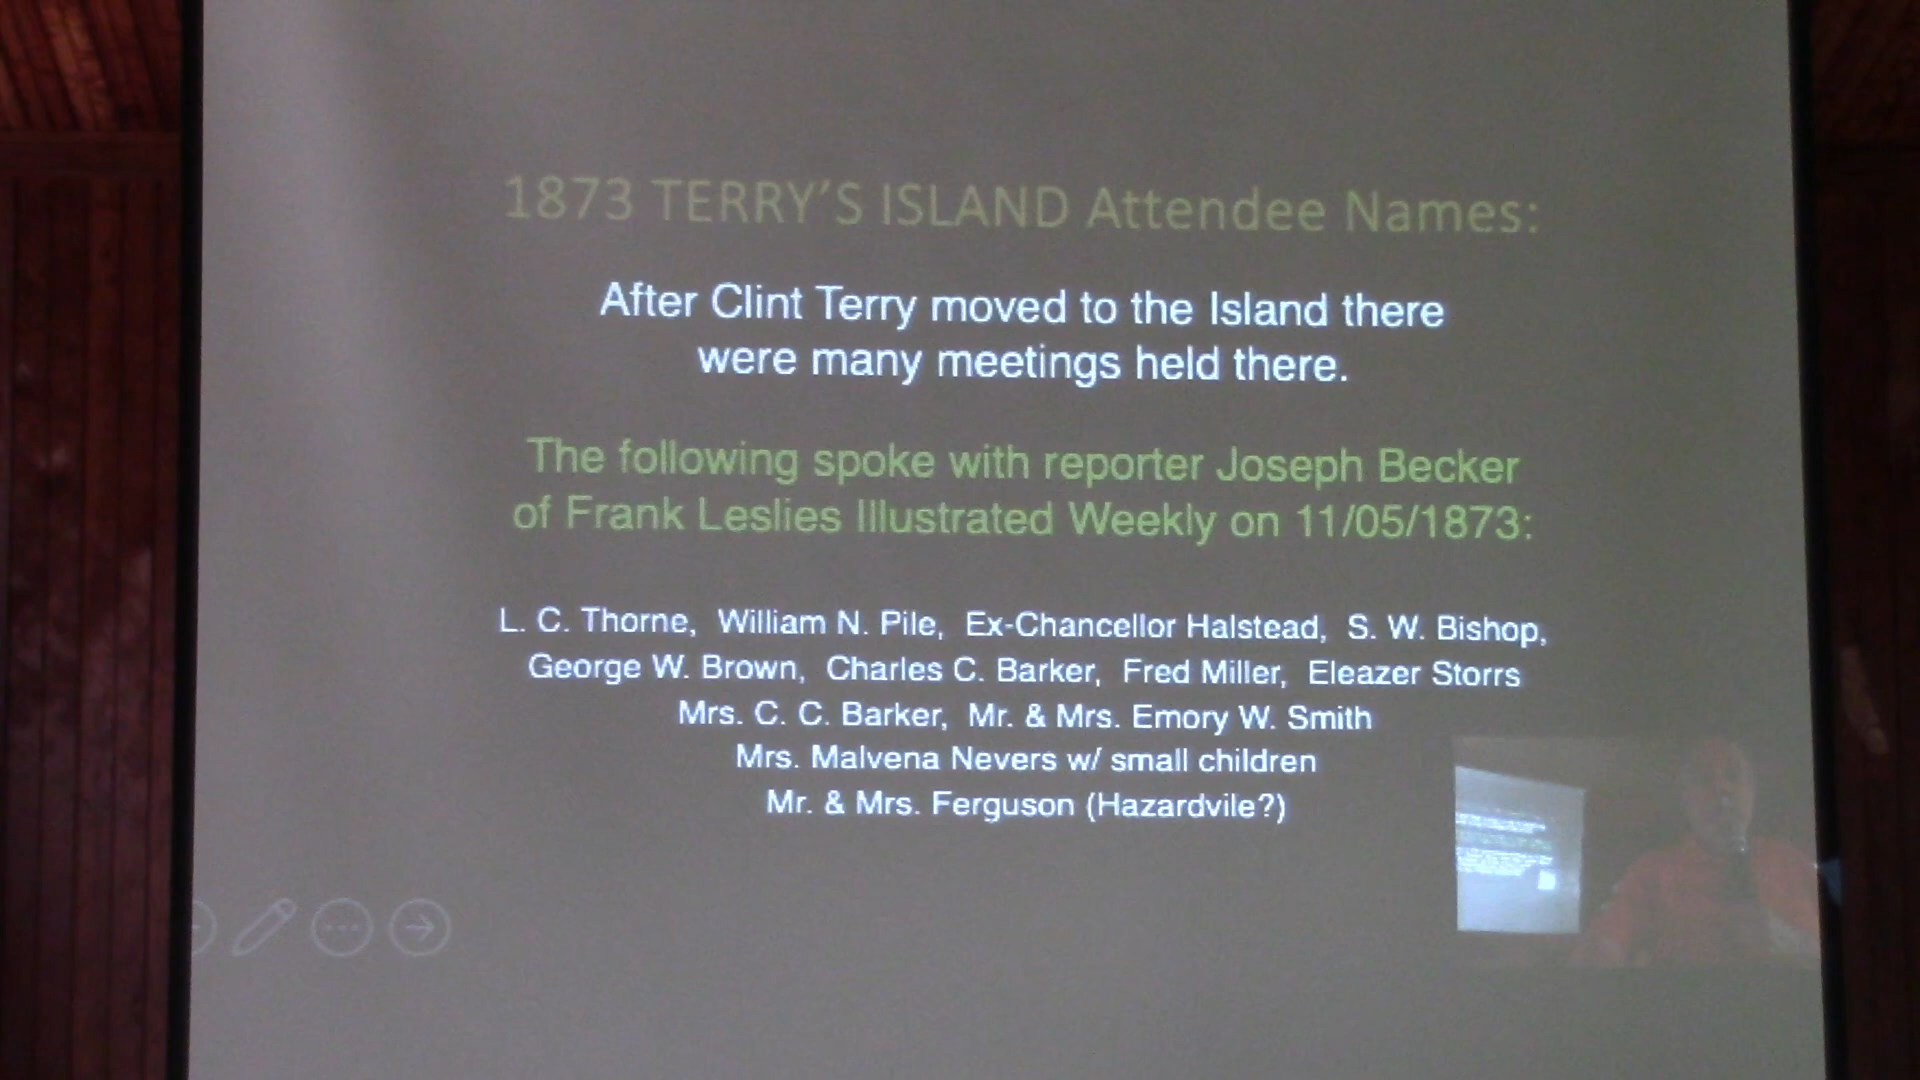 1873 TERRY'S ISLAND Attendee Names:
After Clint Terry moved to the Island there
were many meetings held there.
The following spoke with reporter Joseph Becker
of Frank Leslies Illustrated Weekly on 11/05/1873:
L. C. Thorne, William N. Pile, Ex-Chancellor Halstead, S. W. Bishop,
George W. Brown, Charles C. Barker, Fred Miller, Eleazer Storrs
Mrs. C. C. Barker, Mr. & Mrs. Emory W. Smith
Mrs. Malvena Nevers w/ small children
Mr. & Mrs. Ferguson (Hazardvile?)